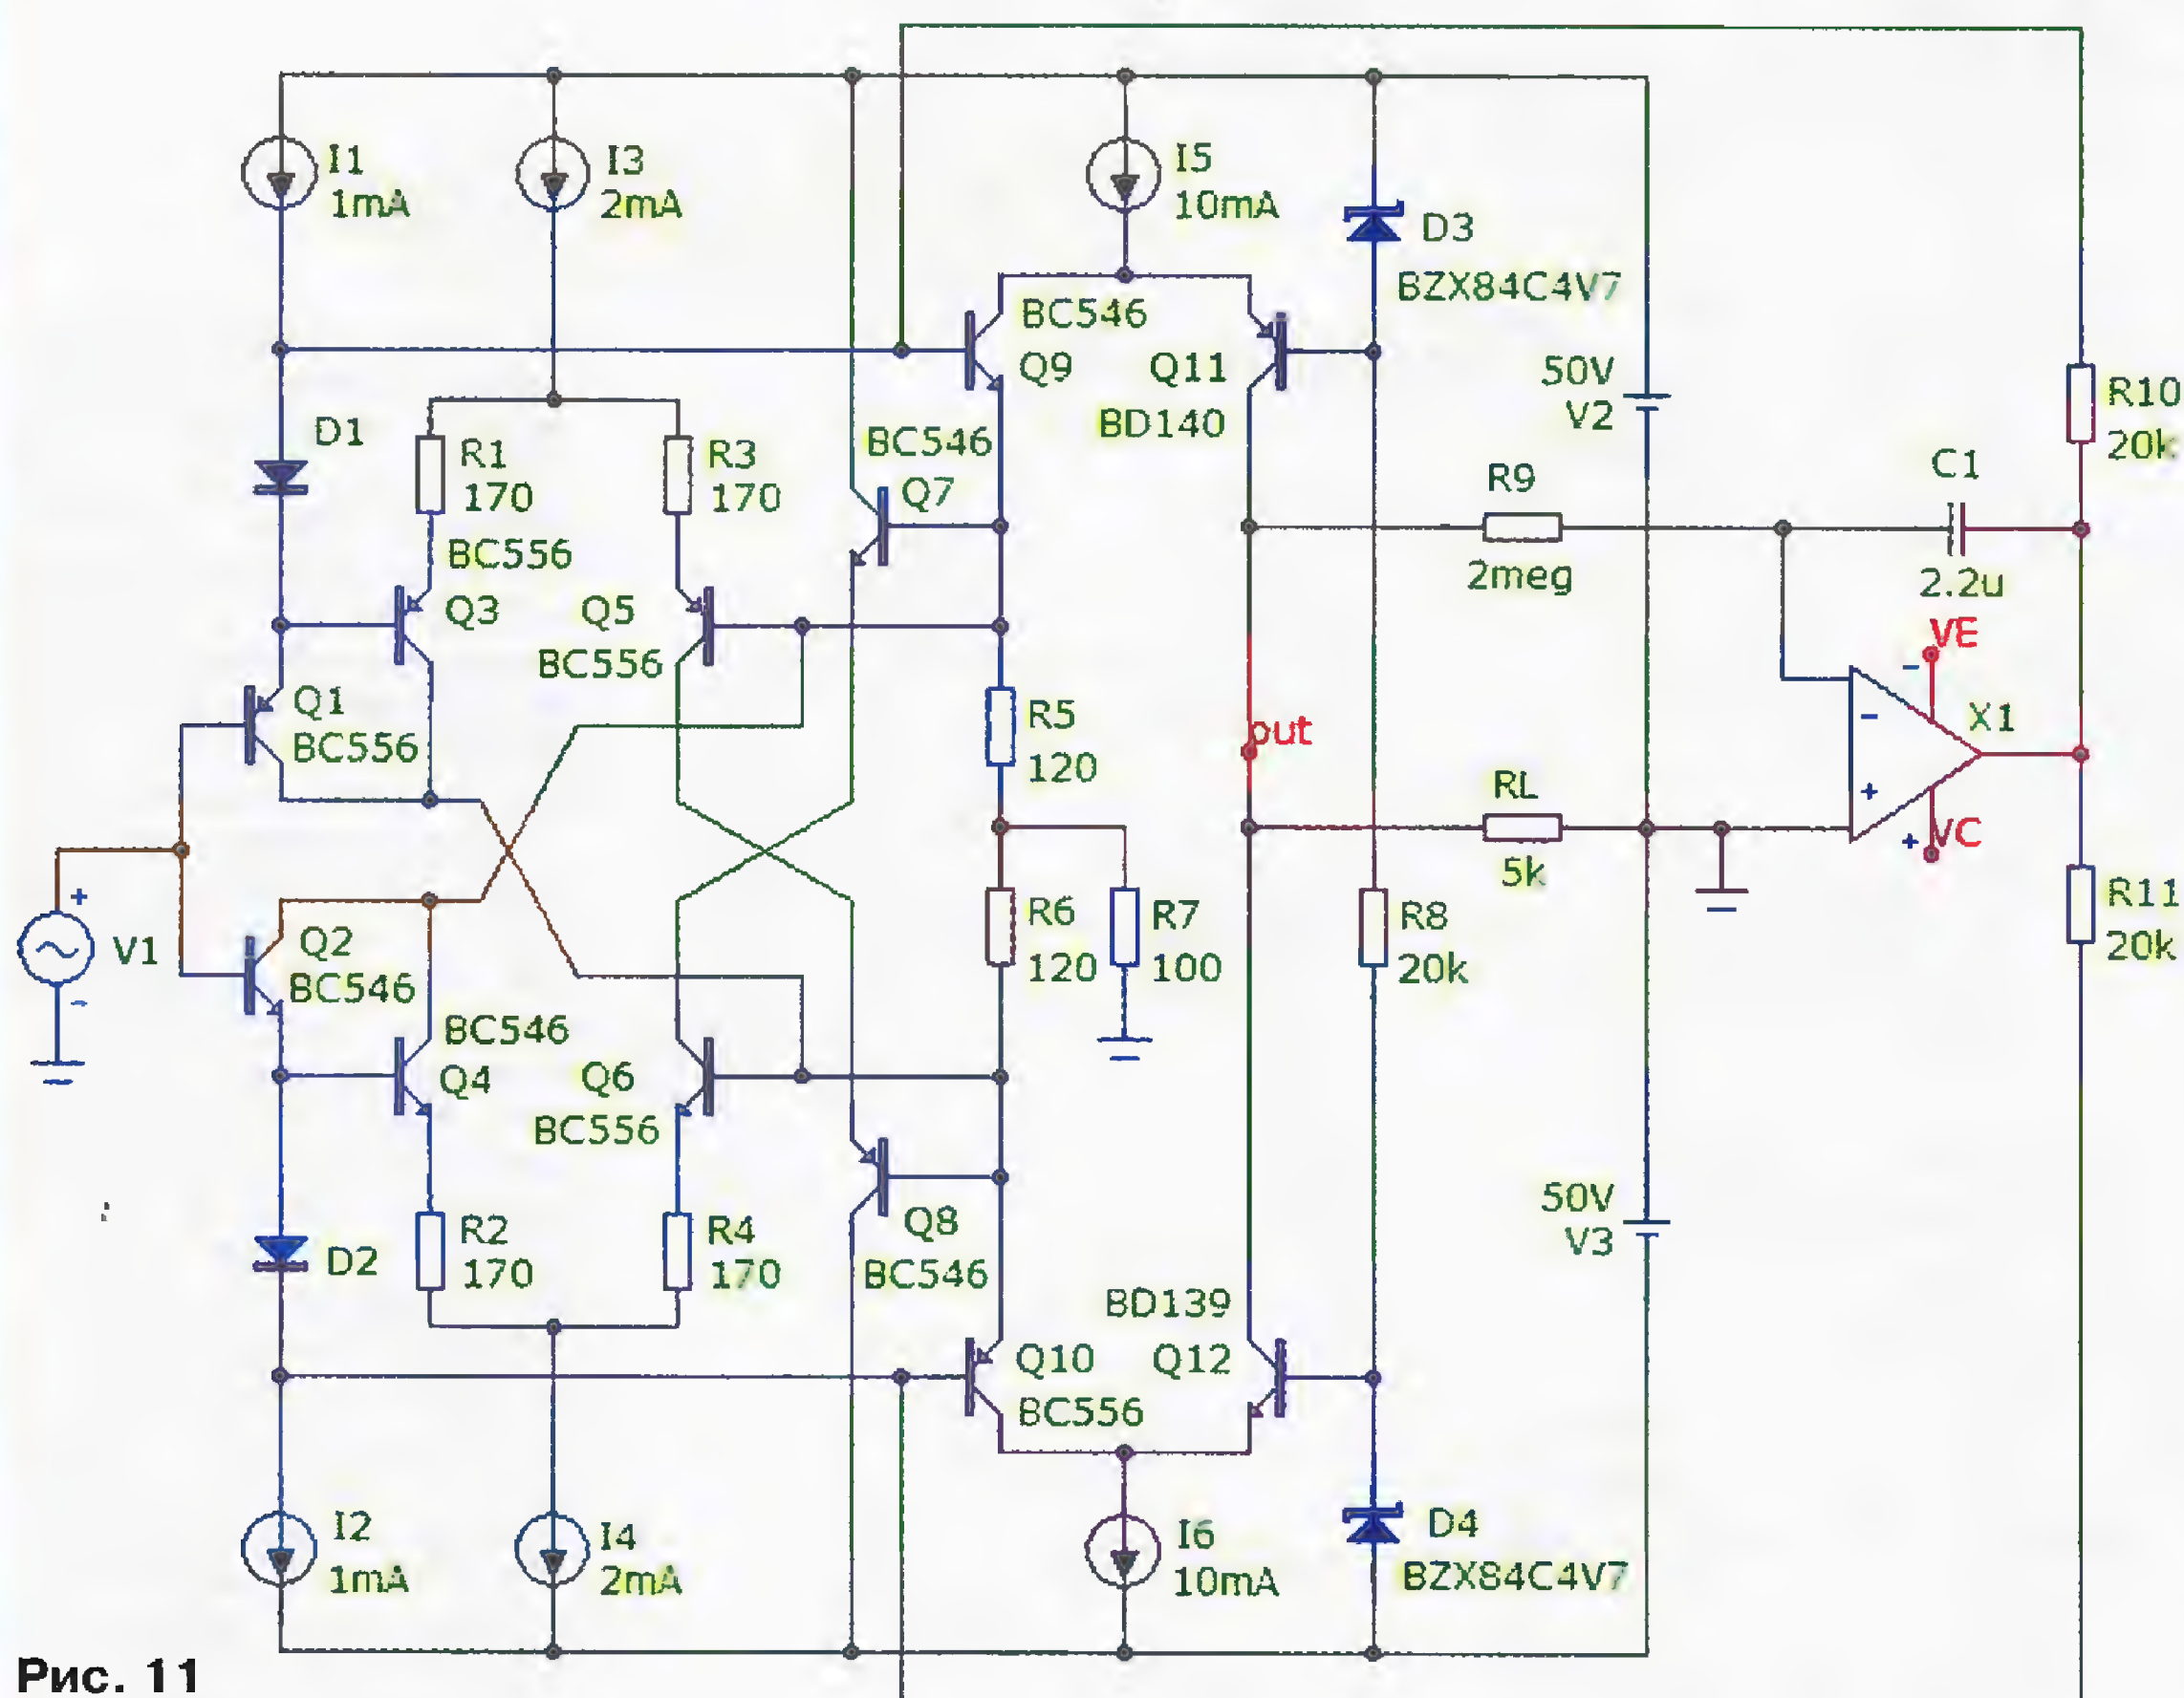 I1
1mA
I3
2mA
I5
10mA
D3
BZX84C4V7
BC546
Q9
Q11
BD140
50V
V2
R10
20k
D1
R1
170
R3
170
BC546
Q7
R9
2meg
C1
2.2u
BC556
Q3
Q5
BC556
VE
-
Q1
BC556
R5
120
out
-
X1
+
+
VC
RL
5k
+
V1
-
Q2
BC546
R6
120
R7
100
R8
20k
R11
20k
BC546
Q4
Q6
BC556
D2
R2
170
R4
170
Q8
BC546
50V
V3
BD139
Q10
Q12
BC556
I2
1mA
I4
2mA
I6
10mA
D4
BZX84C4V7
Рис. 11